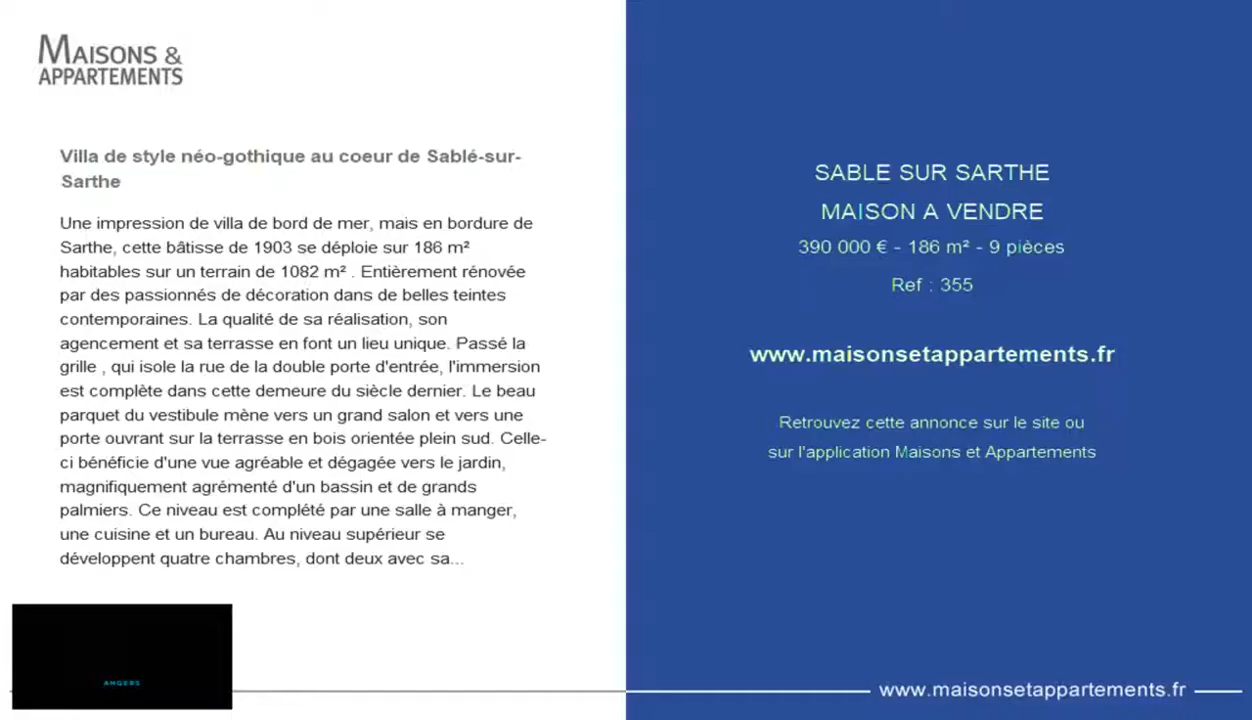 MAISONS &
APPARTEMENTS
Villa de style néo-gothique au coeur de Sablé-sur-
Sarthe
Une impression de villa de bord de mer, mais en bordure de
Sarthe, cette bâtisse de 1903 se déploie sur 186 m²
habitables sur un terrain de 1082 m² . Entièrement rénovée
par des passionnés de décoration dans de belles teintes
contemporaines. La qualité de sa réalisation, son
agencement et sa terrasse en font un lieu unique. Passé la
grille , qui isole la rue de la double porte d'entrée, l'immersion
est complète dans cette demeure du siècle dernier. Le beau
parquet du vestibule mène vers un grand salon et vers une
porte ouvrant sur la terrasse en bois orientée plein sud. Celle-
ci bénéficie d'une vue agréable et dégagée vers le jardin,
magnifiquement agrémenté d'un bassin et de grands
palmiers. Ce niveau est complété par une salle à manger,
une cuisine et un bureau. Au niveau supérieur se
développent quatre chambres, dont deux avec sa...
ANGERS
SABLE SUR SARTHE
MAISON A VENDRE
390 000 € - 186 m² - 9 pièces
Ref : 355
www.maisonsetappartements.fr
Retrouvez cette annonce sur le site ou
sur l'application Maisons et Appartements
www.maisonsetappartements.fr